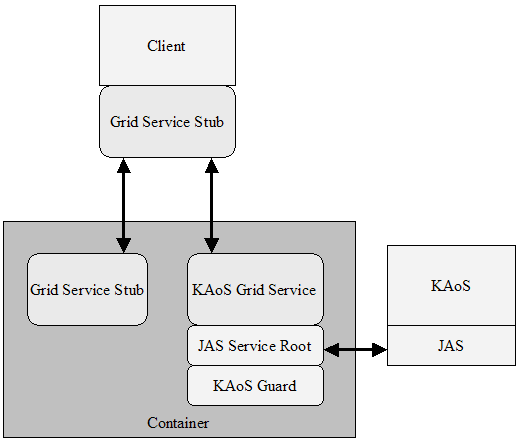 Client
Grid Service Stub
Grid Service Stub
KAoS Grid Service
JAS Service Root
KAoS Guard
Container
KAoS
JAS